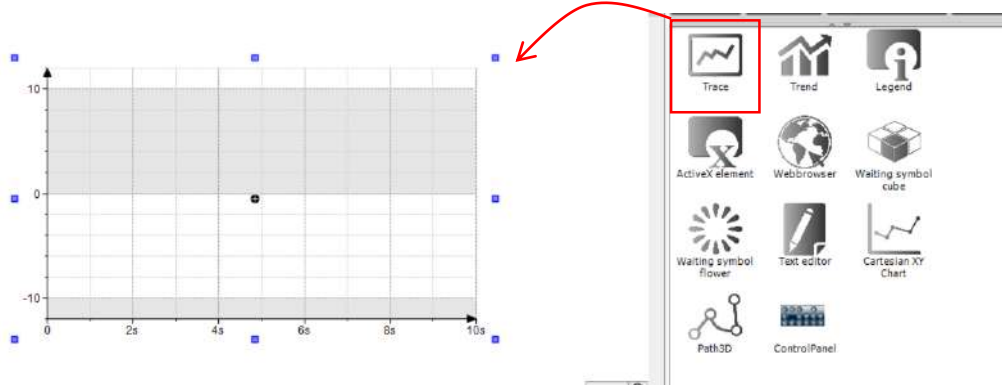 10
0
-10
0
2s
4s
6s
8s
10s
Trace
Trend
Legend
ActiveX element
Webbrowser
Waiting symbol
cube
Waiting symbol
flower
Text editor
Cartesian XY
Chart
Path3D
ControlPanel